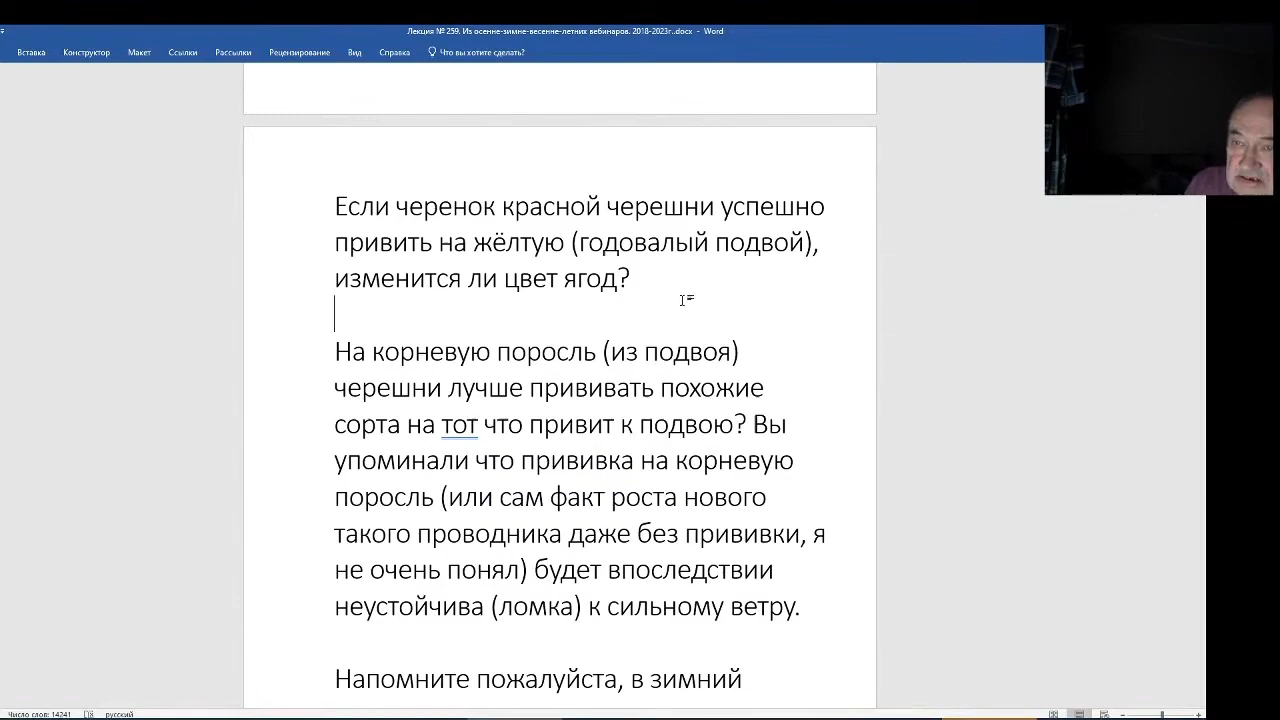 Лекция № 259. Из осенне-зимне-весенне-летних вебинаров. 2018-2023г..docx - Word
Вставка Конструктор Макет Ссылки Рассылки Рецензирование Вид Справка Что вы хотите сделать?
Если черенок красной черешни успешно
привить на жёлтую (годовалый подвой),
изменится ли цвет ягод?
На корневую поросль (из подвоя)
черешни лучше прививать похожие
сорта на тот что привит к подвою? Вы
упоминали что прививка на корневую
поросль (или сам факт роста нового
такого проводника даже без прививки, я
не очень понял) будет впоследствии
неустойчива (ломка) к сильному ветру.
Напомните пожалуйста, в зимний
Число слов: 14241 русский